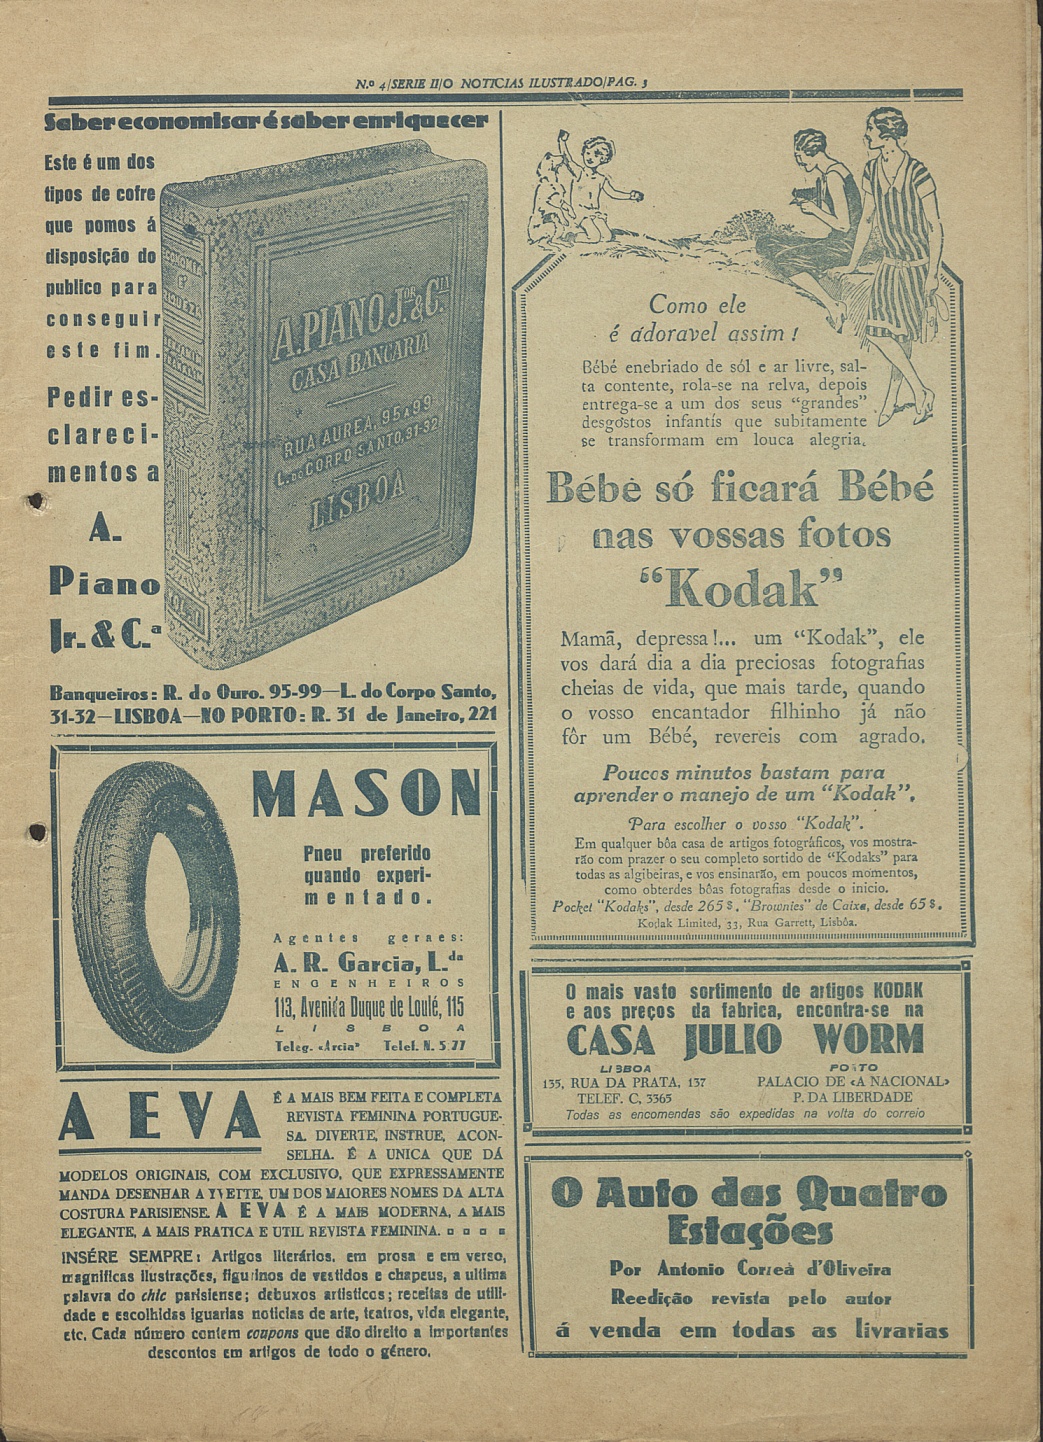 N.º 4/SERIE II/O NOTICIAS ILUSTRADO/PAG. 3
Saber economisar é saber enriquecer
Este é um dos
tipos de cofre
que pomos á
disposição do
publico para
conseguir
este fim.
Pedir es-
clareci-
mentos a
A.
Piano
Jr. & C.ª
ECONOMIA
É
RIQUEZA
BENJAMIN
FRANKLIN
VOL. II
A. PIANO J.OR & C.IA
CASA BANCARIA
RUA AUREA, 95 A 99
L. DO CORPO SANTO, 31-32
LISBOA
Banqueiros: R. do Ouro. 95-99—L. do Corpo Santo,
31-32—LISBOA—NO PORTO: R. 31 de Janeiro, 221
MASON
Pneu preferido
quando experi-
mentado.
Agentes geraes:
A. R. Garcia, L.da
ENGENHEIROS
113, Avenida Duque de Loulé, 115
LISBOA
Teleg. «Arcia» Telef. N. 5.77
A EVA
É A MAIS BEM FEITA E COMPLETA
REVISTA FEMININA PORTUGUE-
SA. DIVERTE, INSTRUE, ACON-
SELHA. É A UNICA QUE DÁ
MODELOS ORIGINAIS, COM EXCLUSIVO, QUE EXPRESSAMENTE
MANDA DESENHAR A YVETTE, UM DOS MAIORES NOMES DA ALTA
COSTURA PARISIENSE. A EVA É A MAIS MODERNA, A MAIS
ELEGANTE, A MAIS PRATICA E UTIL REVISTA FEMININA.
INSÉRE SEMPRE: Artigos literários, em prosa e em verso,
magnificas ilustrações, figurinos de vestidos e chapeus, a ultima
palavra do chic parisiense; debuxos artisticos; receitas de utili-
dade e escolhidas iguarias noticias de arte, teatros, vida elegante,
etc. Cada número contem coupons que dão direito a importantes
descontos em artigos de todo o género.
Como ele
é adoravel assim !
Bébé enebriado de sól e ar livre, sal-
ta contente, rola-se na relva, depois
entrega-se a um dos seus "grandes"
desgostos infantís que subitamente
se transformam em louca alegria.
Bébé só ficará Bébé
nas vossas fotos
"Kodak"
Mamã, depressa!... um "Kodak", ele
vos dará dia a dia preciosas fotografias
cheias de vida, que mais tarde, quando
o vosso encantador filhinho já não
fôr um Bébé, revereis com agrado.
Poucos minutos bastam para
aprender o manejo de um "Kodak".
Para escolher o vosso "Kodak".
Em qualquer bôa casa de artigos fotográficos, vos mostra-
rão com prazer o seu completo sortido de "Kodaks" para
todas as algibeiras, e vos ensinarão, em poucos momentos,
como obterdes bôas fotografias desde o inicio.
Pocket "Kodaks", desde 265$. "Brownies" de Caixa, desde 65$.
Kodak Limited, 33, Rua Garrett, Lisbôa.
O mais vasto sortimento de artigos KODAK
e aos preços da fabrica, encontra-se na
CASA JULIO WORM
LISBOA
135, RUA DA PRATA, 137
TELEF. C, 3365
PORTO
PALACIO DE «A NACIONAL»
P. DA LIBERDADE
Todas as encomendas são expedidas na volta do correio
O Auto das Quatro
Estações
Por Antonio Correa d'Oliveira
Reedição revista pelo autor
á venda em todas as livrarias